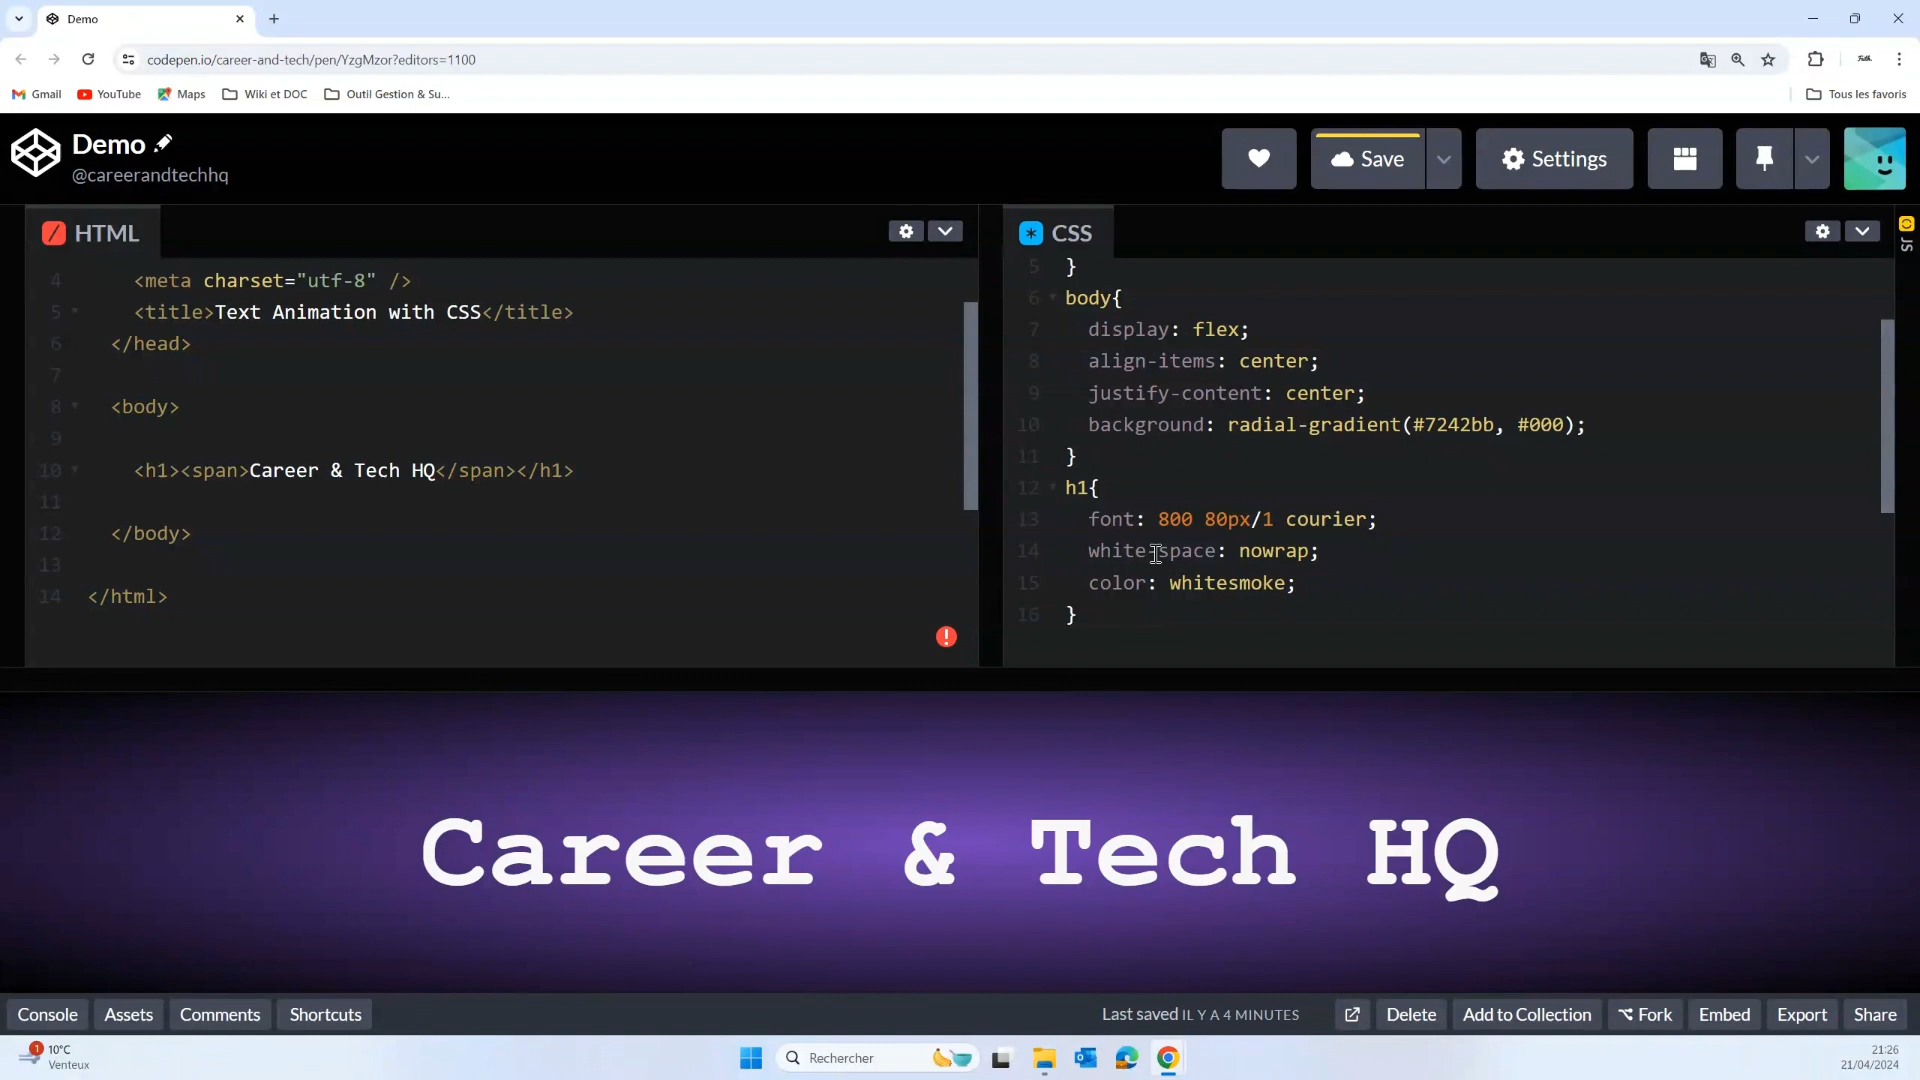 Demo
codepen.io/career-and-tech/pen/YzgMzor?editors=1100
Gmail
YouTube
Maps
Wiki et DOC
Outil Gestion & Su...
Tous les favoris
Demo
@careerandtechhq
Save
Settings
HTML
4 <meta charset="utf-8" />
5 <title>Text Animation with CSS</title>
6 </head>
7
8 <body>
9
10 <h1><span>Career & Tech HQ</span></h1>
11
12 </body>
13
14 </html>
CSS
5 }
6 body{
7 display: flex;
8 align-items: center;
9 justify-content: center;
10 background: radial-gradient(#7242bb, #000);
11 }
12 h1{
13 font: 800 80px/1 courier;
14 white-space: nowrap;
15 color: whitesmoke;
16 }
JS
Career & Tech HQ
Console
Assets
Comments
Shortcuts
Last saved IL Y A 4 MINUTES
Delete
Add to Collection
Fork
Embed
Export
Share
1
10°C
Venteux
Rechercher
21:26
21/04/2024